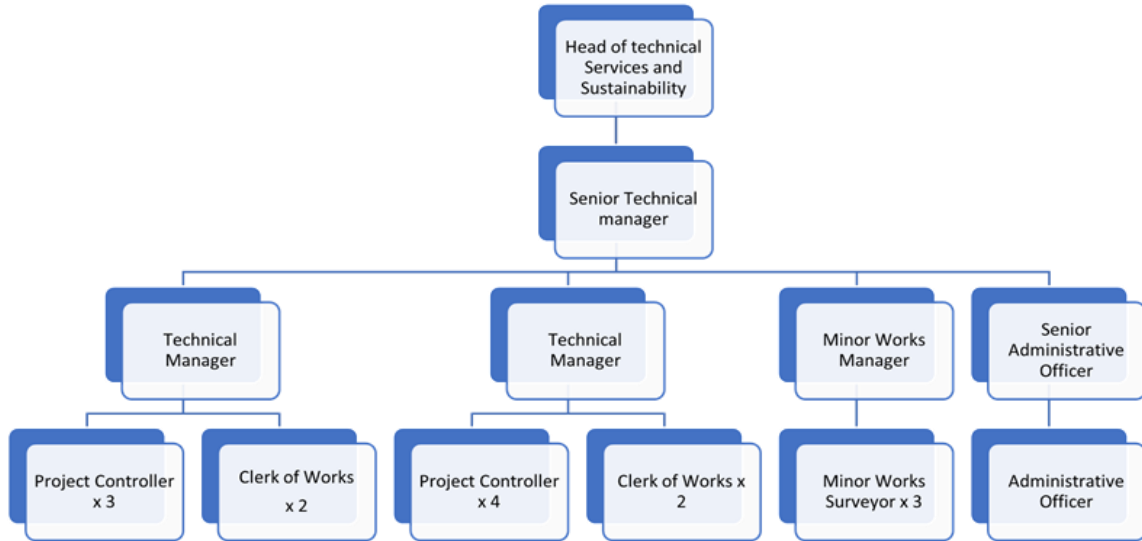 Head of technical
Services and
Sustainability
Senior Technical
manager
Technical
Manager
Technical
Manager
Minor Works
Manager
Senior
Administrative
Officer
Project Controller
x 3
Clerk of Works
x 2
Project Controller
x 4
Clerk of Works x
2
Minor Works
Surveyor x 3
Administrative
Officer